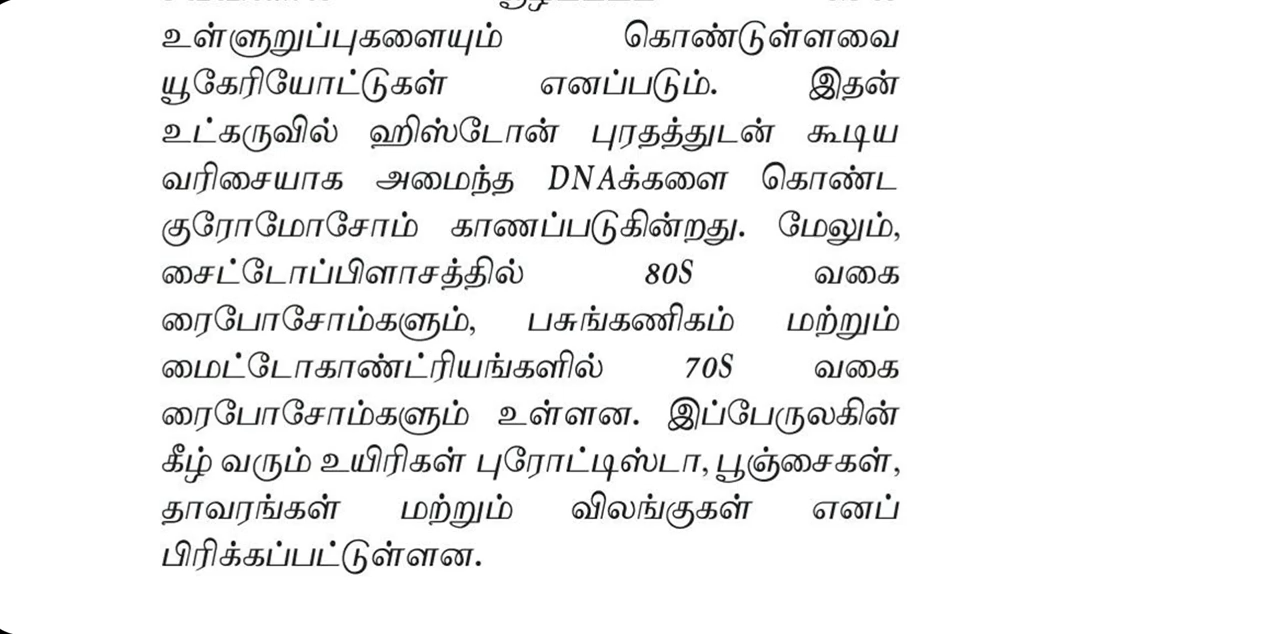 உள்ளுறுப்புகளையும் கொண்டுள்ளவை
யூகேரியோட்டுகள் எனப்படும். இதன்
உட்கருவில் ஹிஸ்டோன் புரதத்துடன் கூடிய
வரிசையாக அமைந்த DNAக்களை கொண்ட
குரோமோசோம் காணப்படுகின்றது. மேலும்,
சைட்டோப்பிளாசத்தில் 80S வகை
ரைபோசோம்களும், பசுங்கணிகம் மற்றும்
மைட்டோகாண்ட்ரியங்களில் 70S வகை
ரைபோசோம்களும் உள்ளன. இப்பேருலகின்
கீழ் வரும் உயிரிகள் புரோட்டிஸ்டா, பூஞ்சைகள்,
தாவரங்கள் மற்றும் விலங்குகள் எனப்
பிரிக்கப்பட்டுள்ளன.